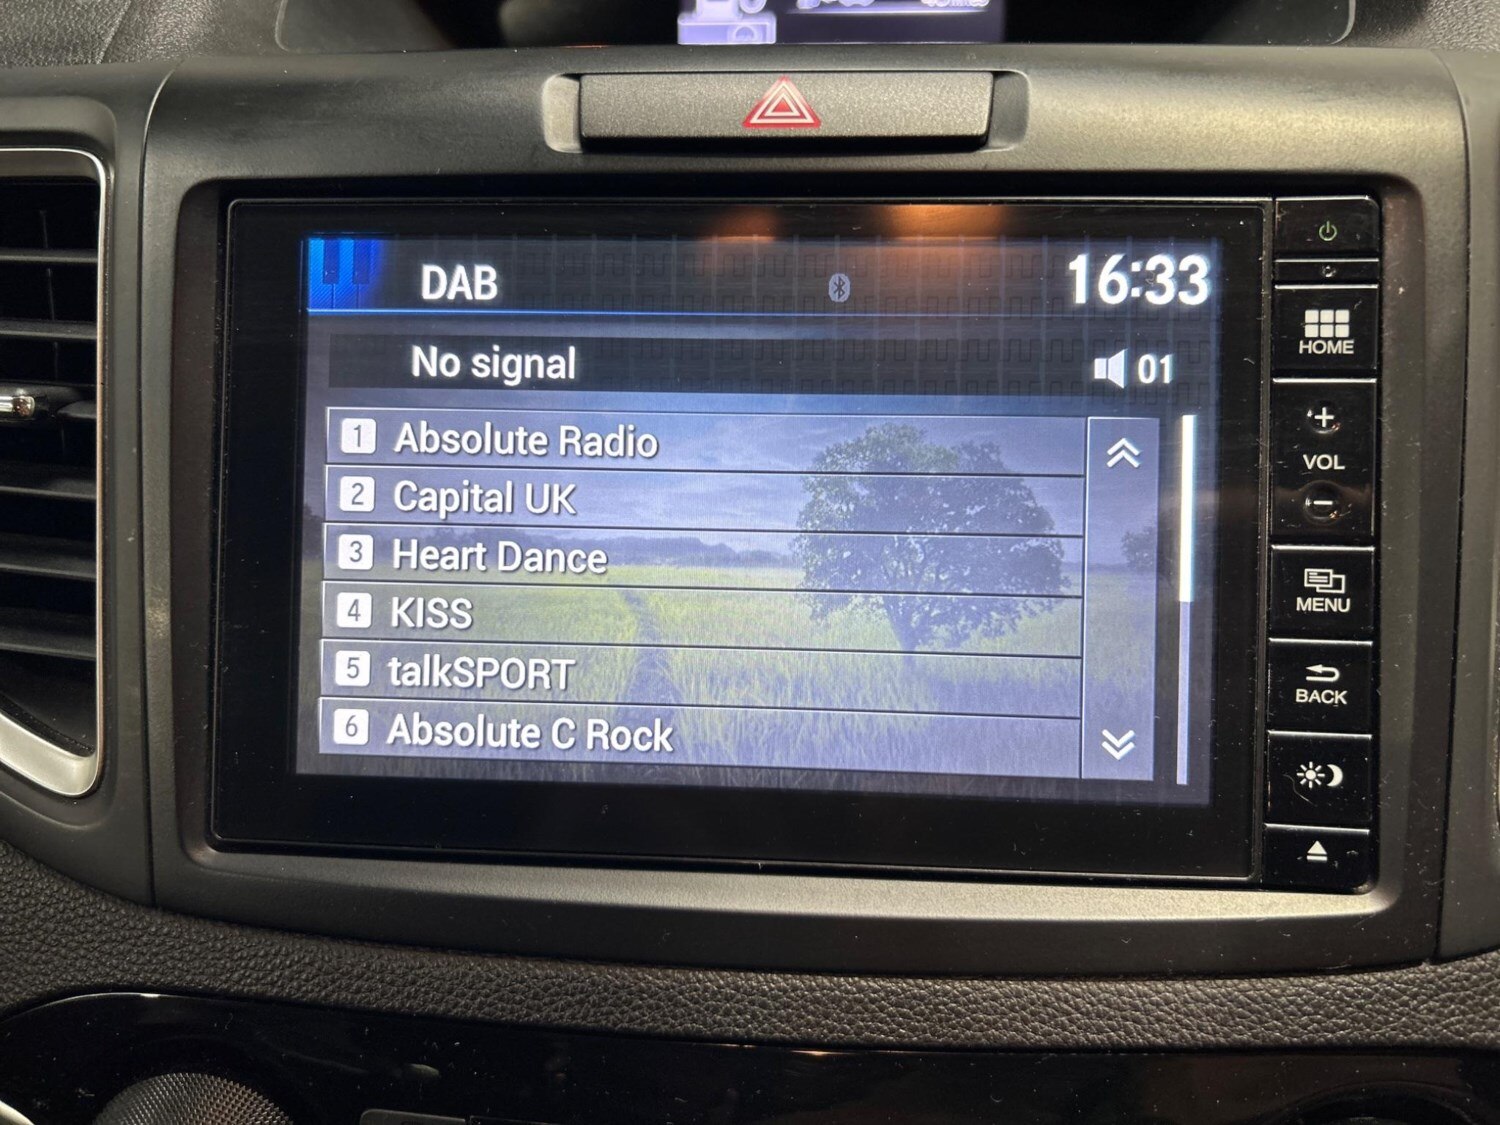 DAB
16:33
No signal
01
1 Absolute Radio
2 Capital UK
3 Heart Dance
4 KISS
5 talkSPORT
6 Absolute C Rock
HOME
+
VOL
−
MENU
BACK